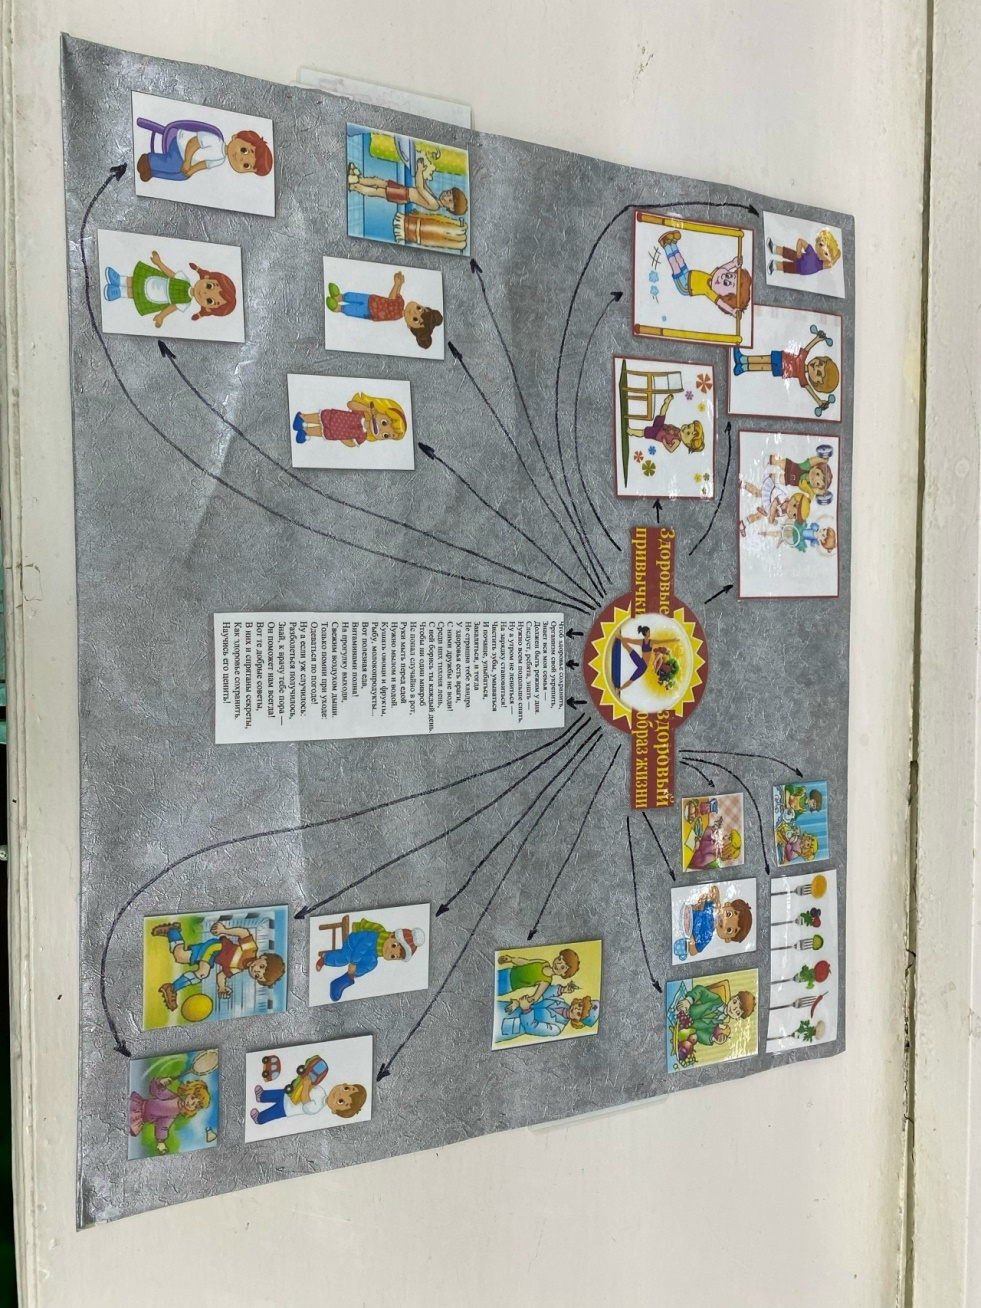 Здоровые
привычки
здоровый
образ жизни
Чтоб здоровье сохранить,
Организм свой укрепить,
Знает вся моя семья —
Должен быть режим у дня.
Следует, ребята, знать —
Нужно всем подольше спать.
Ну а утром не лениться —
На зарядку становиться!
Чистить зубы, умываться
И почаще улыбаться,
Закаляться, и тогда
Не страшна тебе хандра.
У здоровья есть враги,
С ними дружбы не води!
Среди них тихоня лень,
С ней борись ты каждый день.
Чтобы ни один микроб
Не попал случайно в рот,
Руки мыть перед едой
Нужно мылом и водой.
Кушать овощи и фрукты,
Рыбу, молокопродукты...
Вот полезная еда,
Витаминами полна!
На прогулку выходи,
Свежим воздухом дыши.
Только помни при уходе:
Одеваться по погоде!
Ну а если уж случилось:
Разболеться получилось,
Знай, к врачу тебе пора —
Он поможет нам всегда!
Вот те добрые советы,
В них и спрятаны секреты,
Как здоровье сохранить.
Научись его ценить!